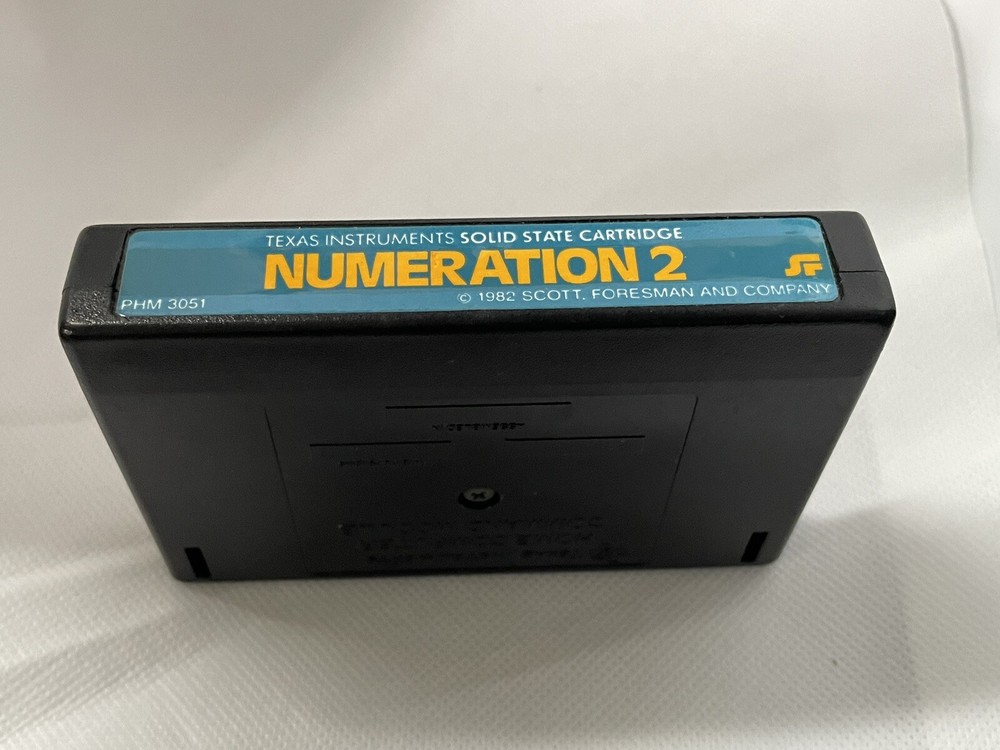 TEXAS INSTRUMENTS SOLID STATE CARTRIDGE
NUMERATION 2
SF
PHM 3051
© 1982 SCOTT, FORESMAN AND COMPANY